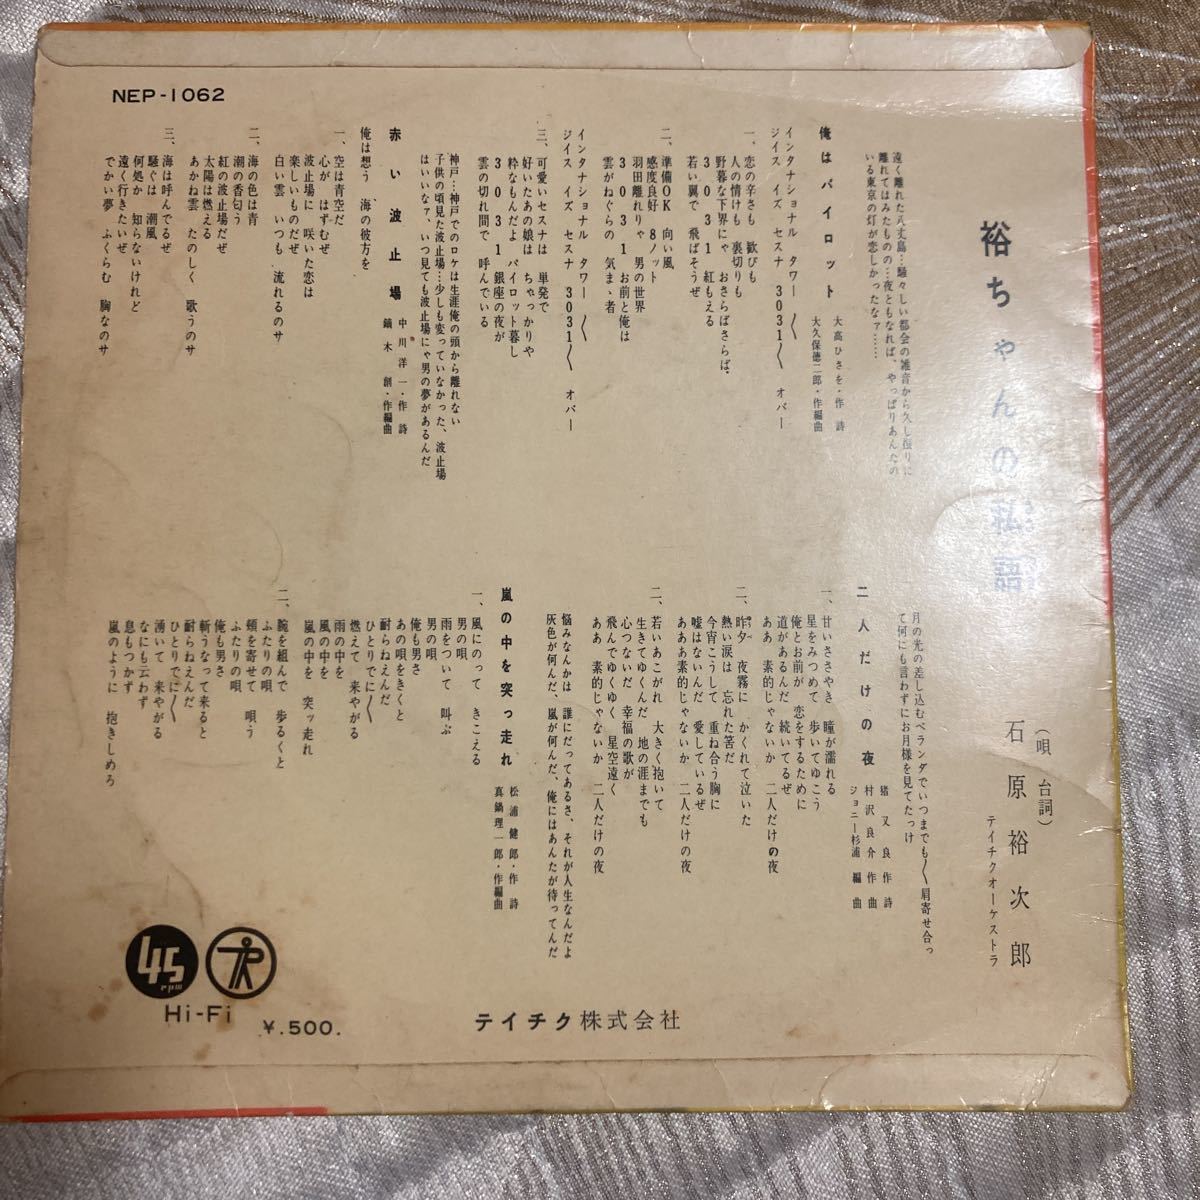 NEP-1062
裕ちゃんの私語
(唄 台詞)
石原裕次郎
テイチクオーケストラ
遠く離れた八丈島…騒々しい都会の雑音から久し振りに
離れてはみたものの…夜ともなれば、やっぱりあんたの
いる東京の灯が恋しかったなァ……
俺はパイロット
大高ひさを・作詩
大久保徳二郎・作編曲
インタナショナル タワー 〳〵
ジイス イズ セスナ 3031〳〵 オバー
一、恋の辛さも 歓びも
人の情けも 裏切りも
野暮な下界にゃ おさらばさらば
3031 紅もえる
若い翼で 飛ばそうぜ
二、準備OK 向い風
感度良好 8ノット
羽田離れりゃ 男の世界
3031 お前と俺は
雲がねぐらの 気まゝ者
インタナショナル タワー 〳〵
ジイス イズ セスナ 3031〳〵 オバー
三、可愛いセスナは 単発で
好いたあの娘は ちゃっかりや
粋なもんだよ パイロット暮し
3031 銀座の夜が
雲の切れ間で 呼んでいる
神戸…神戸でのロケは生涯俺の頭から離れない
子供の頃見た波止場…少しも変っていなかった、波止場
はいいなァ、いつ見ても波止場にゃ男の夢があるんだ
赤い波止場
中川洋一・作詩
鏑木創・作編曲
俺は想う 海の彼方を
一、空は青空だ
心が はずむぜ
波止場に 咲いた恋は
楽しいものだぜ
白い雲 いつも 流れるのサ
二、海の色は青
潮の香匂う
紅の波止場だぜ
太陽は燃える
あかね雲 たのしく 歌うのサ
三、海は呼んでるぜ
騒ぐは 潮風
何処か 知らないけれど
遠く行きたいぜ
でかい夢 ふくらむ 胸なのサ
月の光の差し込むベランダでいつまでも〳〵肩寄せ合っ
て何にも言わずにお月様を見てたっけ
二人だけの夜
猪又良作詩
村沢良介作曲
ジョニー杉浦編曲
一、甘いささやき 瞳が濡れる
星をみつめて 歩いてゆこう
俺とお前が 恋をするために
道があるんだ 続いてるぜ
ああ 素的じゃないか 二人だけの夜
二、昨夕 夜霧に かくれて泣いた
熱い涙は 忘れた筈だ
今宵こうして 重ね合う胸に
嘘はないんだ 愛しているぜ
あああ素的じゃないか 二人だけの夜
二、若いあこがれ 大きく抱いて
生きてゆくんだ 地の涯までも
心つないだ 幸福の歌が
飛んでゆくゆく 星空遠く
ああ 素的じゃないか 二人だけの夜
悩みなんかは 誰にだってあるさ、それが人生なんだよ
灰色が何んだ、嵐が何んだ、俺にはあんたが待ってんだ
嵐の中を突っ走れ
松浦健郎・作詩
真鍋理一郎・作編曲
一、風にのって きこえる
男の唄
雨をついて 叫ぶ
男の唄
俺も男さ
あの唄をきくと
耐らねえんだ
ひとりでに〳〵
燃えて 来やがる
雨の中を
風の中を
嵐の中を 突ッ走れ
二、腕を組んで 歩るくと
ふたりの唄
頬を寄せて 唄う
ふたりの唄
俺も男さ
斬うなって来ると
耐らねえんだ
ひとりでに〳〵
湧いて 来やがる
なにも云わず
息もつかず
嵐のように 抱きしめろ
45
rpm
Hi-Fi
¥.500.
テイチク株式会社